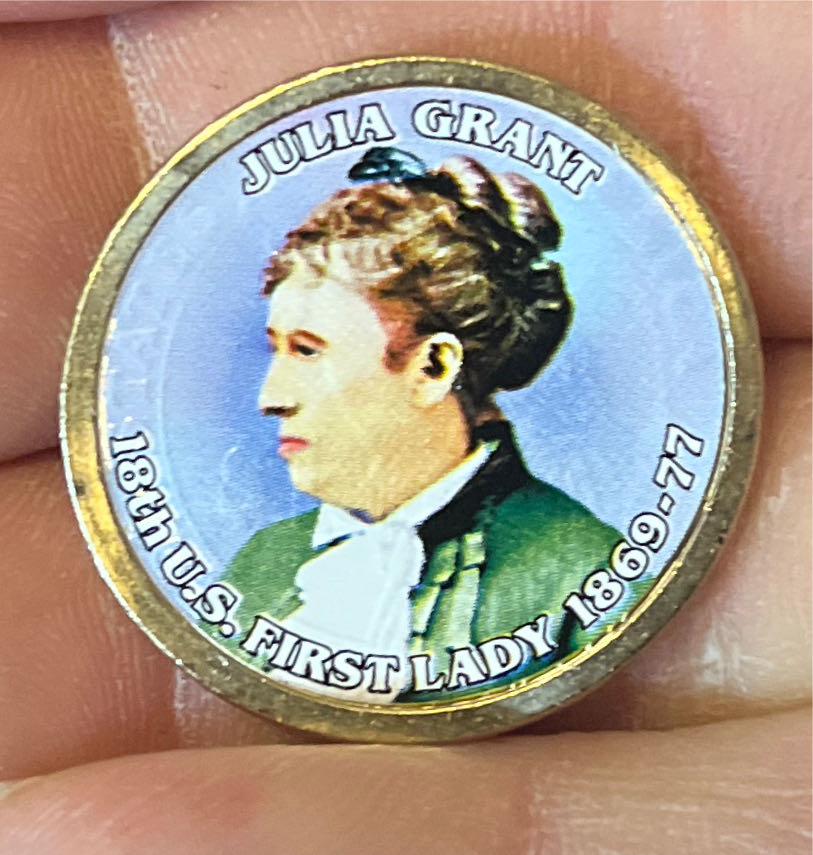 JULIA GRANT
18th U.S. FIRST LADY 1869-77